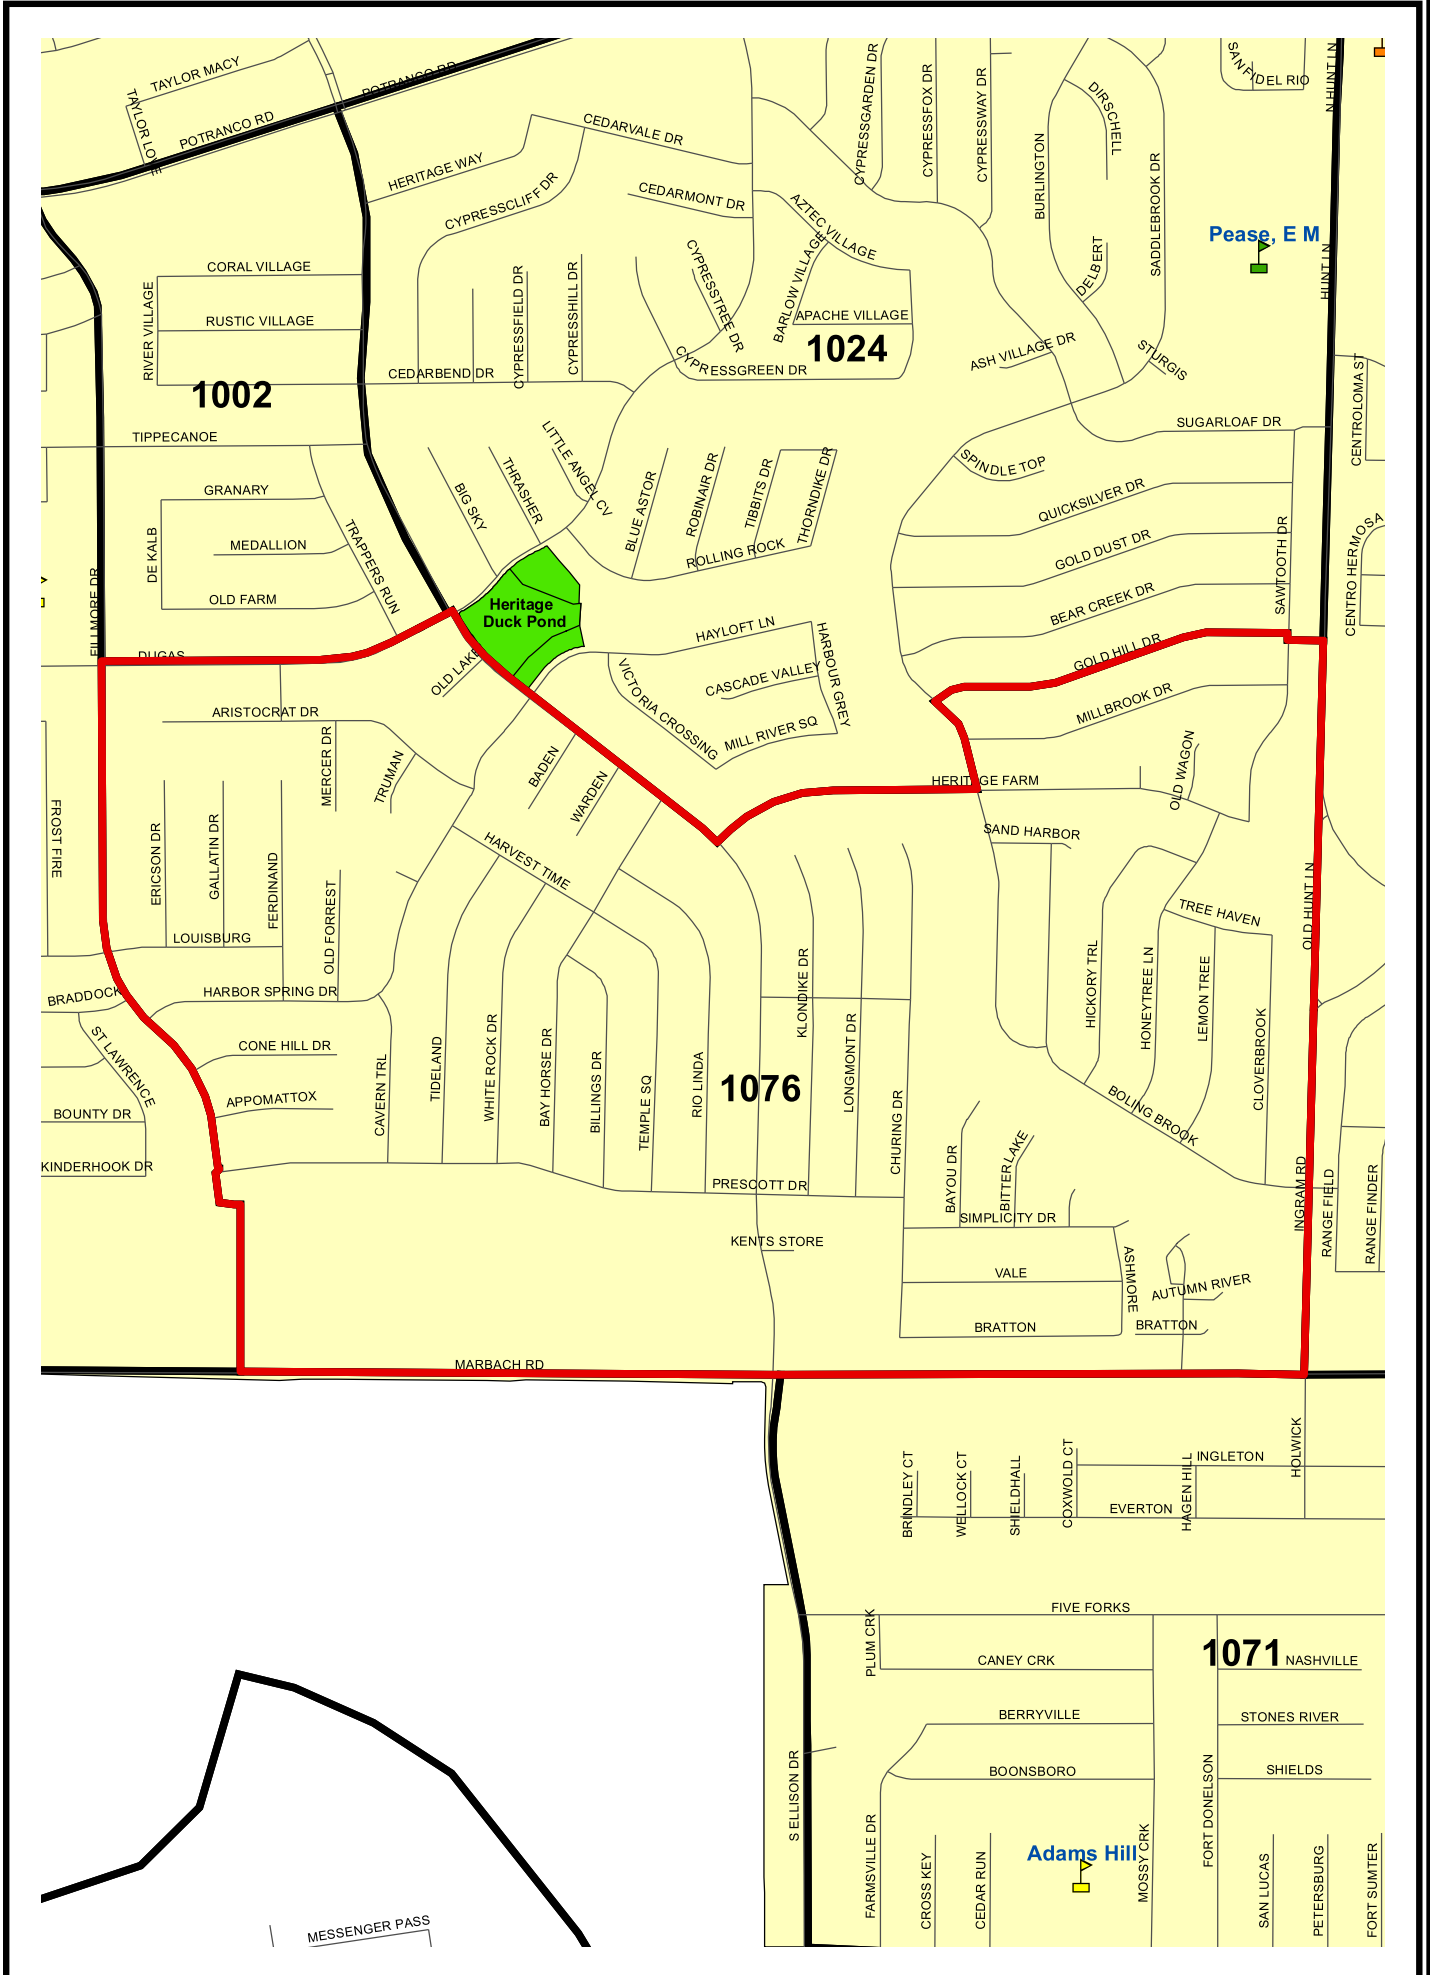 TAYLOR MACY
POTRANCO RD
TAYLOR LOVE
POTRANCO RD
CEDARVALE DR
HERITAGE WAY
CYPRESSCLIFF DR
CEDARMONT DR
CYPRESSGARDEN DR
CYPRESSFOX DR
CYPRESSWAY DR
DIRSCHELL
BURLINGTON
SADDLEBROOK DR
DEL RIO
N HUNT LN
AZTEC VILLAGE
BARLOW VILLAGE
Pease, E M
HUNT LN
DELBERT
CORAL VILLAGE
RIVER VILLAGE
RUSTIC VILLAGE
CYPRESSFIELD DR
CYPRESSHILL DR
CYPRESSTREE DR
APACHE VILLAGE
1024
ASH VILLAGE DR
STURGIS
CEDARBEND DR
CYPRESSGREEN DR
1002
CENTROLOMA ST
TIPPECANOE
SUGARLOAF DR
LITTLE ANGEL CV
THRASHER
BIG SKY
BLUE ASTOR
ROBINAIR DR
TIBBITS DR
THORNDIKE DR
SPINDLE TOP
QUICKSILVER DR
GRANARY
DE KALB
MEDALLION
TRAPPERS RUN
OLD FARM
ROLLING ROCK
GOLD DUST DR
SAWTOOTH DR
CENTRO HERMOSA
BEAR CREEK DR
FILLMORE DR
Heritage
Duck Pond
HAYLOFT LN
HARBOUR GREY
GOLD HILL DR
DUGAS
OLD LAKE
VICTORIA CROSSING
CASCADE VALLEY
MILL RIVER SQ
MILLBROOK DR
ARISTOCRAT DR
MERCER DR
TRUMAN
BADEN
WARDEN
HERITAGE FARM
OLD WAGON
FROST FIRE
ERICSON DR
GALLATIN DR
FERDINAND
OLD FORREST
HARVEST TIME
SAND HARBOR
LOUISBURG
TREE HAVEN
OLD HUNT LN
BRADDOCK
HARBOR SPRING DR
KLONDIKE DR
HICKORY TRL
HONEYTREE LN
LEMON TREE
CLOVERBROOK
ST LAWRENCE
CONE HILL DR
CAVERN TRL
TIDELAND
WHITE ROCK DR
BAY HORSE DR
BILLINGS DR
TEMPLE SQ
RIO LINDA
1076
LONGMONT DR
CHURING DR
BOUNTY DR
APPOMATTOX
BOLING BROOK
KINDERHOOK DR
PRESCOTT DR
BAYOU DR
BITTER LAKE
INGRAM RD
RANGE FIELD
RANGE FINDER
SIMPLICITY DR
KENTS STORE
VALE
ASHMORE
AUTUMN RIVER
BRATTON
BRATTON
MARBACH RD
BRINDLEY CT
WELLOCK CT
SHIELDHALL
COXWOLD CT
HAGEN HILL
INGLETON
HOLWICK
EVERTON
FIVE FORKS
PLUM CRK
CANEY CRK
1071
NASHVILLE
BERRYVILLE
STONES RIVER
S ELLISON DR
BOONSBORO
SHIELDS
FORT DONELSON
FARMSVILLE DR
CROSS KEY
CEDAR RUN
Adams Hill
MOSSY CRK
SAN LUCAS
PETERSBURG
FORT SUMTER
MESSENGER PASS